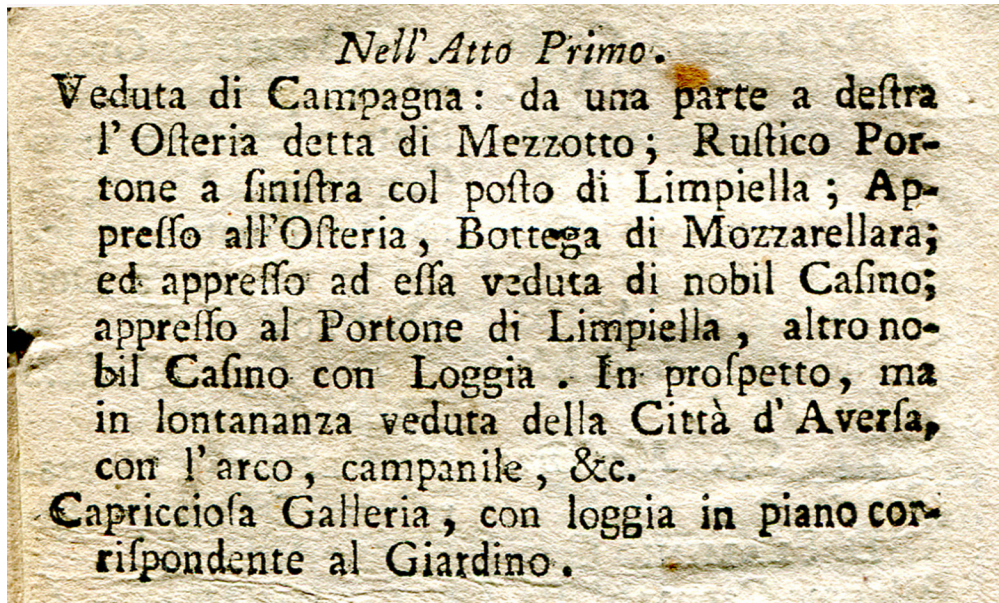 Nell' Atto Primo.
Veduta di Campagna: da una parte a deſtra
l'Oſteria detta di Mezzotto; Ruſtico Por-
tone a ſiniſtra col poſto di Limpiella; Ap-
preſſo all'Oſteria, Bottega di Mozzarellara;
ed appreſſo ad eſſa veduta di nobil Caſino;
appreſſo al Portone di Limpiella, altro no-
bil Caſino con Loggia. In proſpetto, ma
in lontananza veduta della Città d'Averſa,
con l'arco, campanile, &c.
Capriccioſa Galleria, con loggia in piano cor-
riſpondente al Giardino.